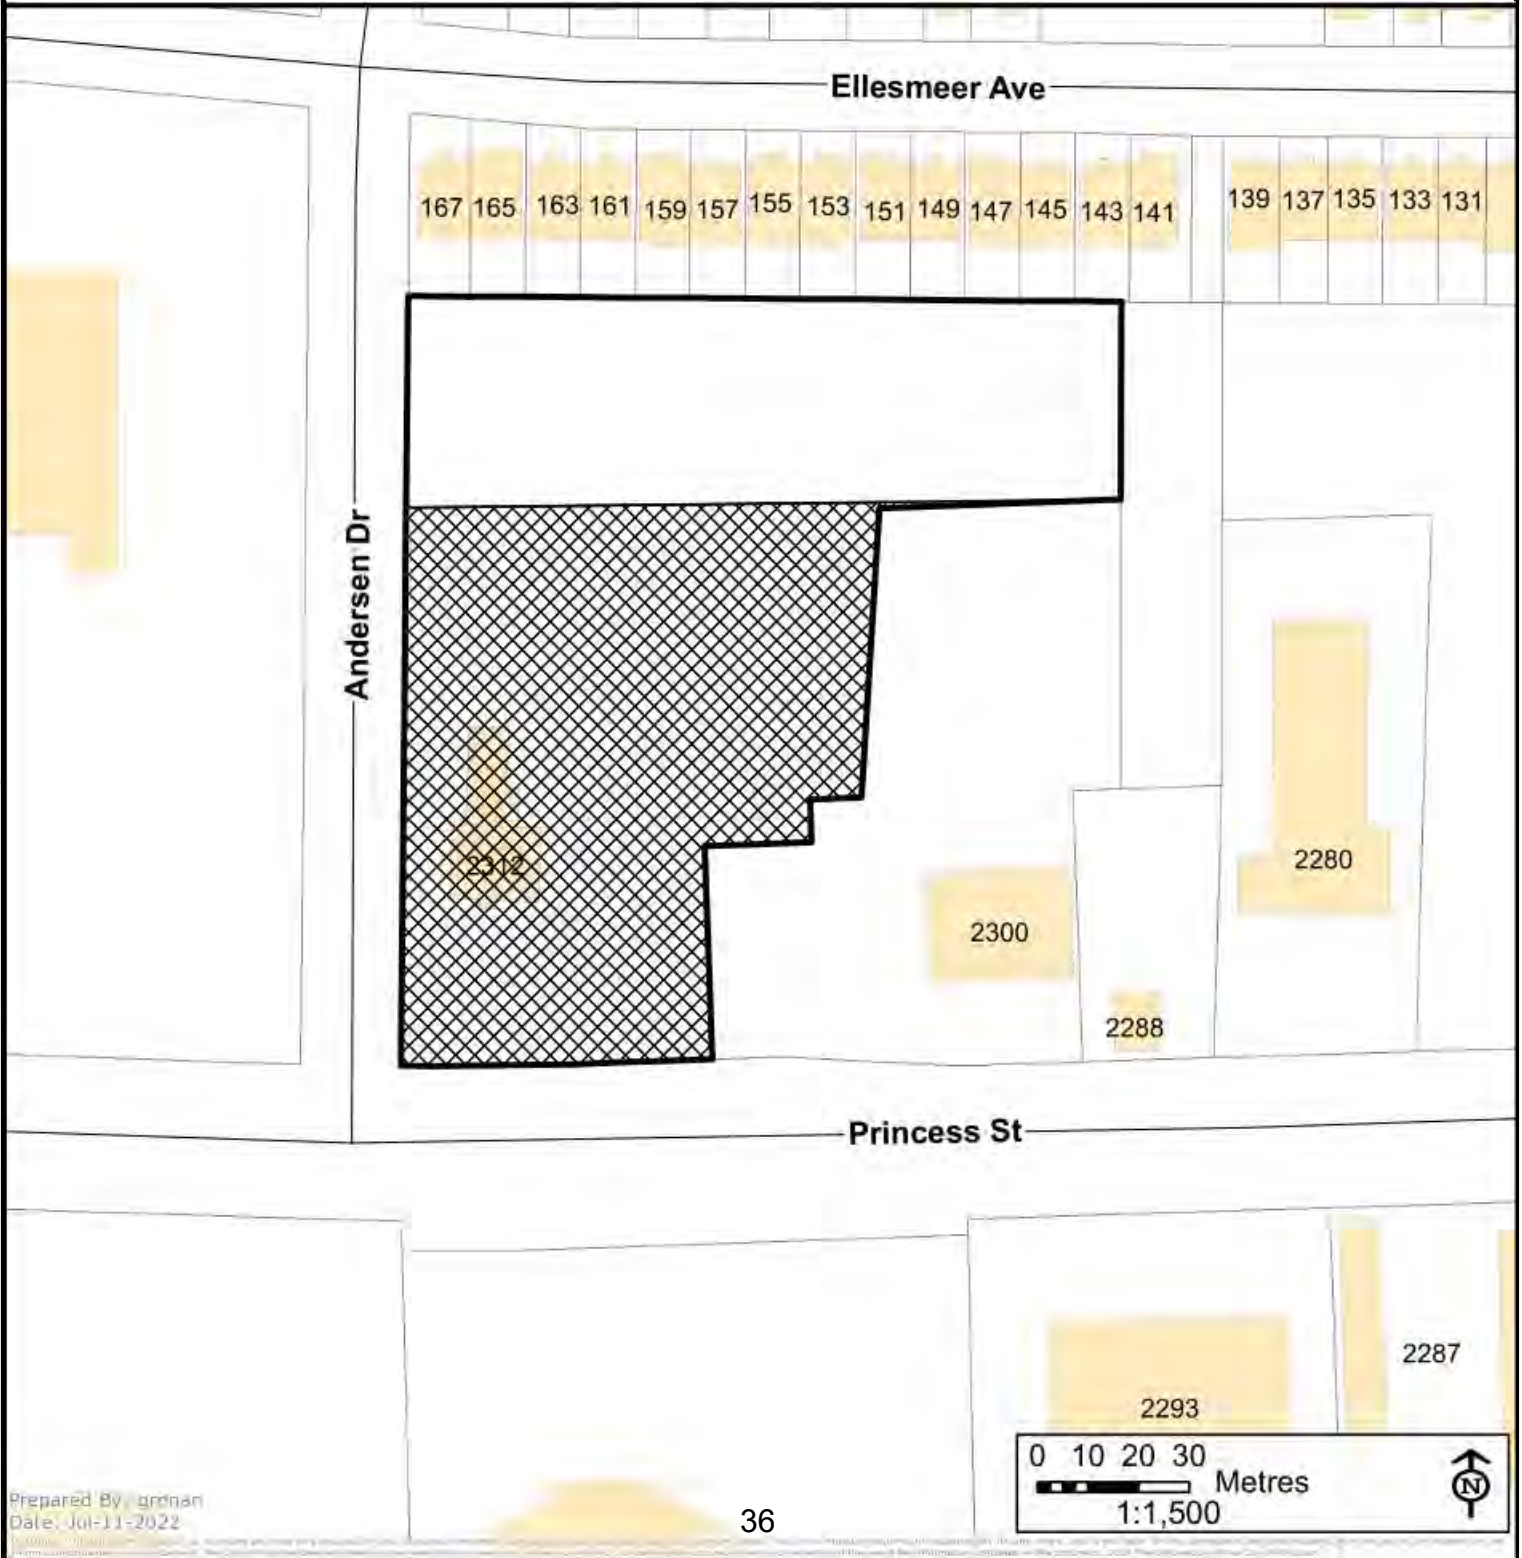 Ellesmeer Ave
167 165 163 161 159 157 155 153 151 149 147 145 143 141 139 137 135 133 131
Andersen Dr
2312
2280
2300
2288
Princess St
2287
2293
0 10 20 30
Metres
1:1,500
N
Prepared By: gronan
Date: Jul-11-2022
36